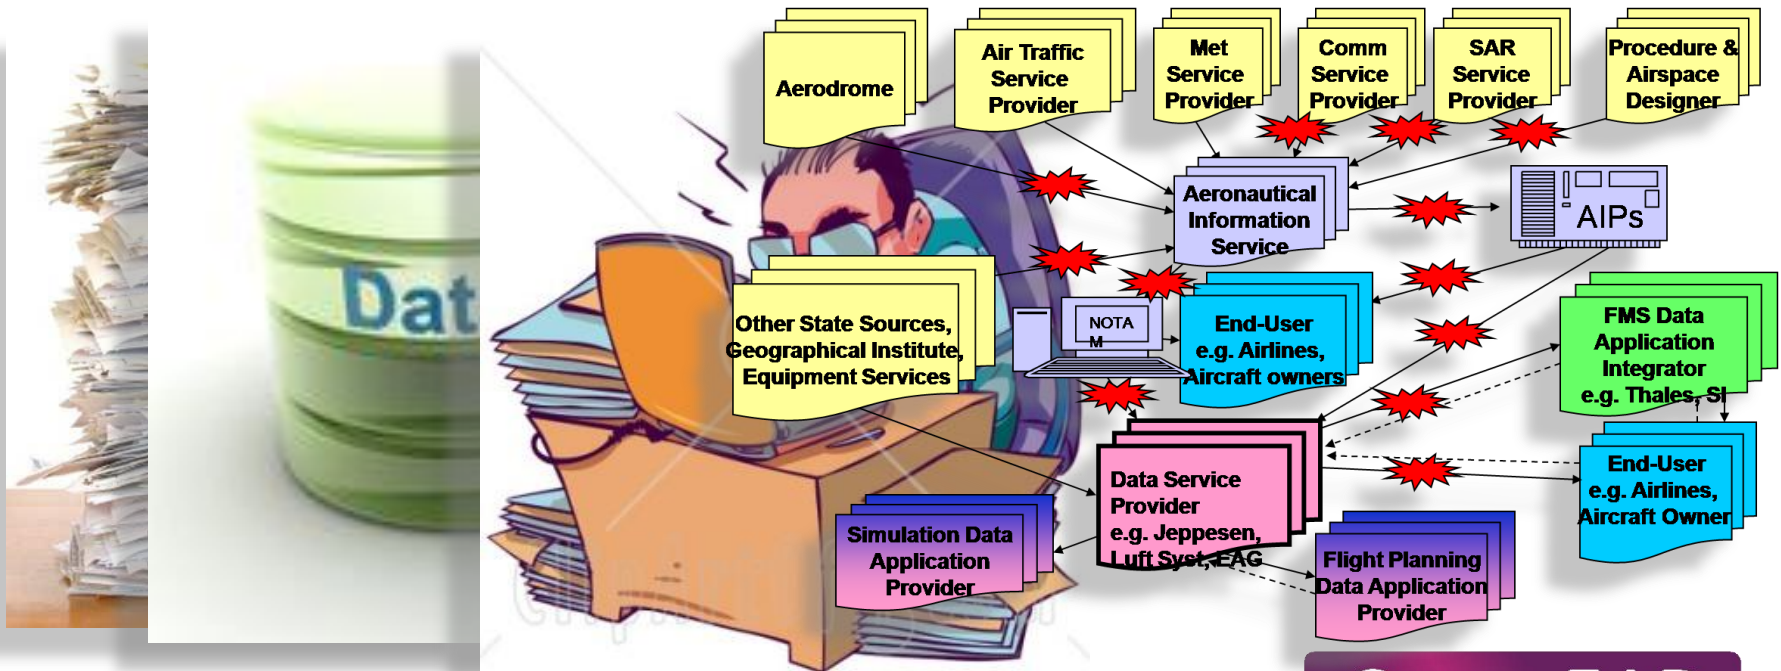 Dat
Aerodrome
Air Traffic
Service
Provider
Met
Service
Provider
Comm
Service
Provider
SAR
Service
Provider
Procedure &
Airspace
Designer
Aeronautical
Information
Service
AIPs
Other State Sources,
Geographical Institute,
Equipment Services
NOTA
M
End-User
e.g. Airlines,
Aircraft owners
FMS Data
Application
Integrator
e.g. Thales, SI
Data Service
Provider
e.g. Jeppesen,
Luft Syst, EAG
End-User
e.g. Airlines,
Aircraft Owner
Simulation Data
Application
Provider
Flight Planning
Data Application
Provider